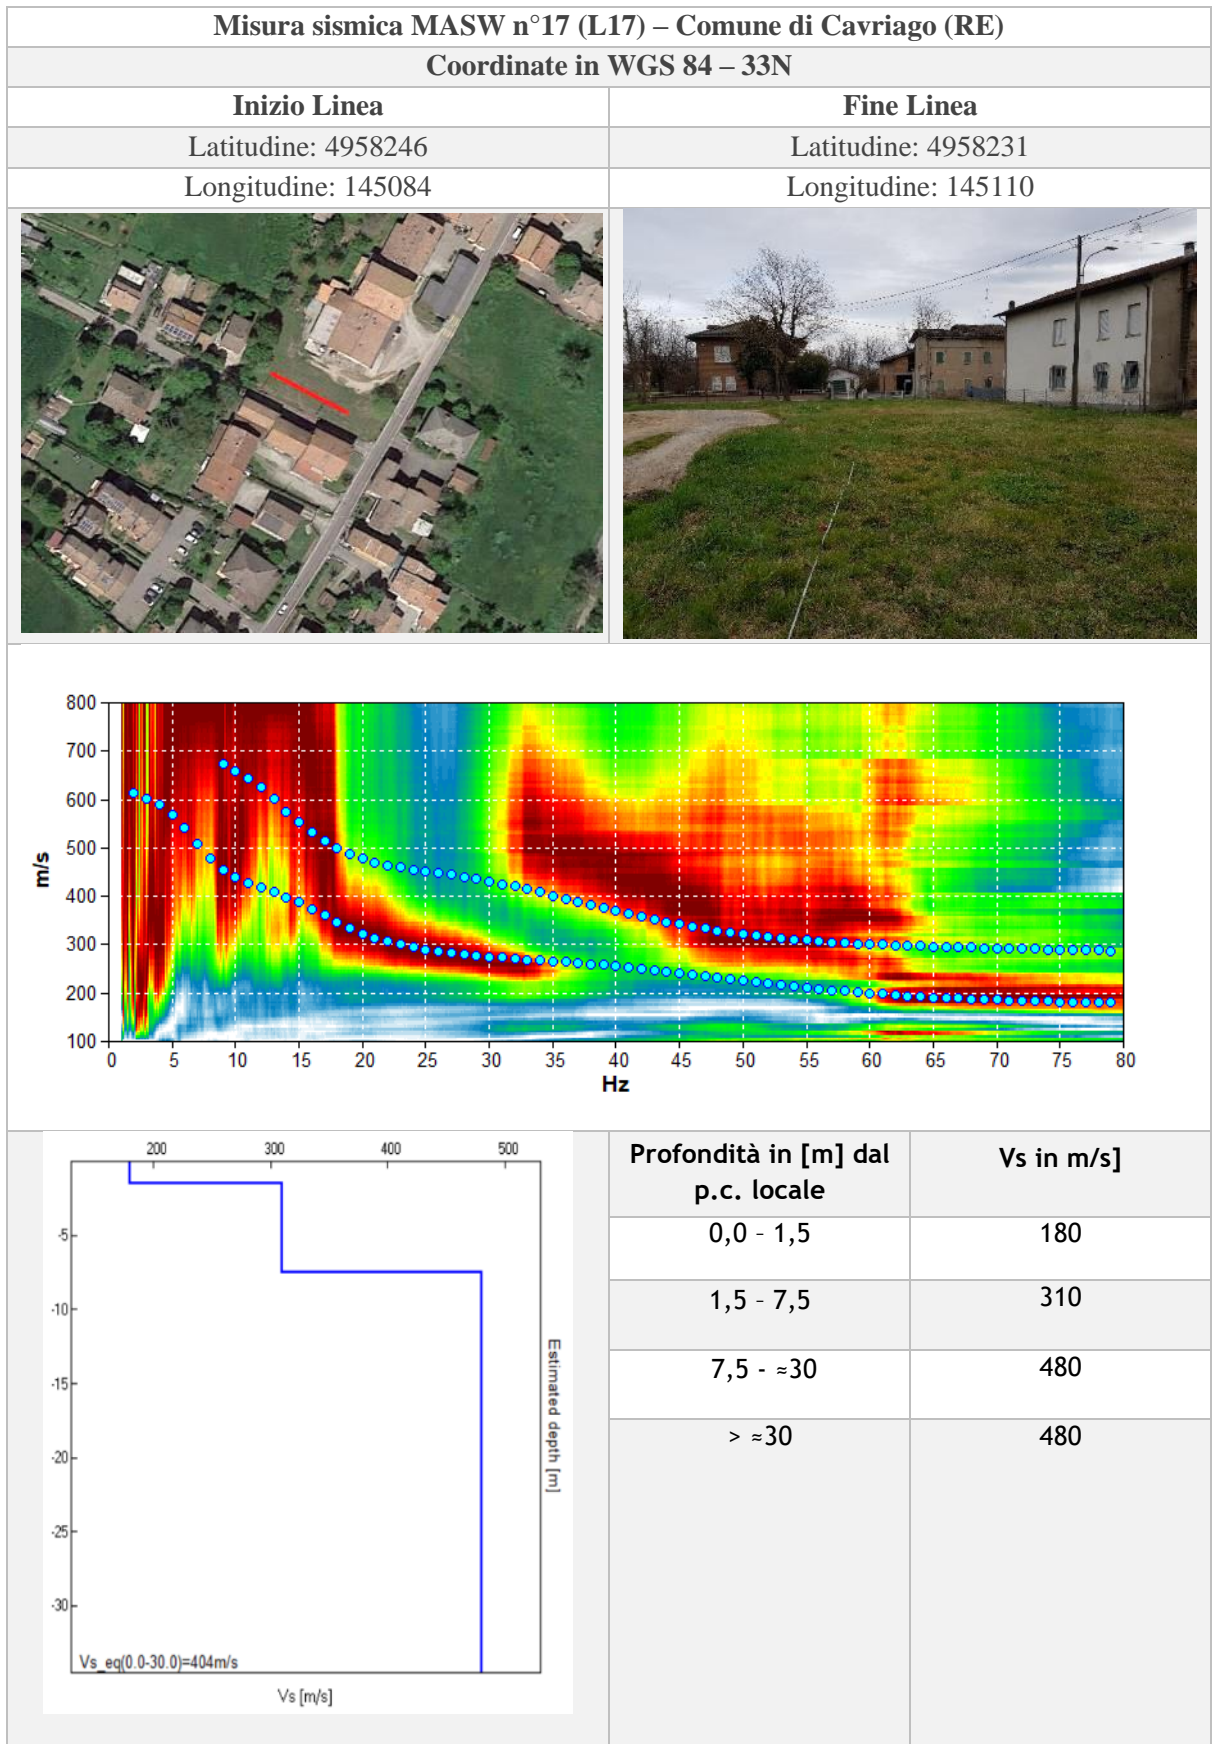 Misura sismica MASW n°17 (L17) – Comune di Cavriago (RE)
Coordinate in WGS 84 – 33N
Inizio Linea
Fine Linea
Latitudine: 4958246
Latitudine: 4958231
Longitudine: 145084
Longitudine: 145110
800
700
600
500
400
300
200
100
m/s
0 5 10 15 20 25 30 35 40 45 50 55 60 65 70 75 80
Hz
200 300 400 500
-5
-10
-15
-20
-25
-30
Estimated depth [m]
Vs_eq(0.0-30.0)=404m/s
Vs [m/s]
Profondità in [m] dal
p.c. locale
Vs in m/s]
0,0 – 1,5
180
1,5 – 7,5
310
7,5 - ≈30
480
> ≈30
480